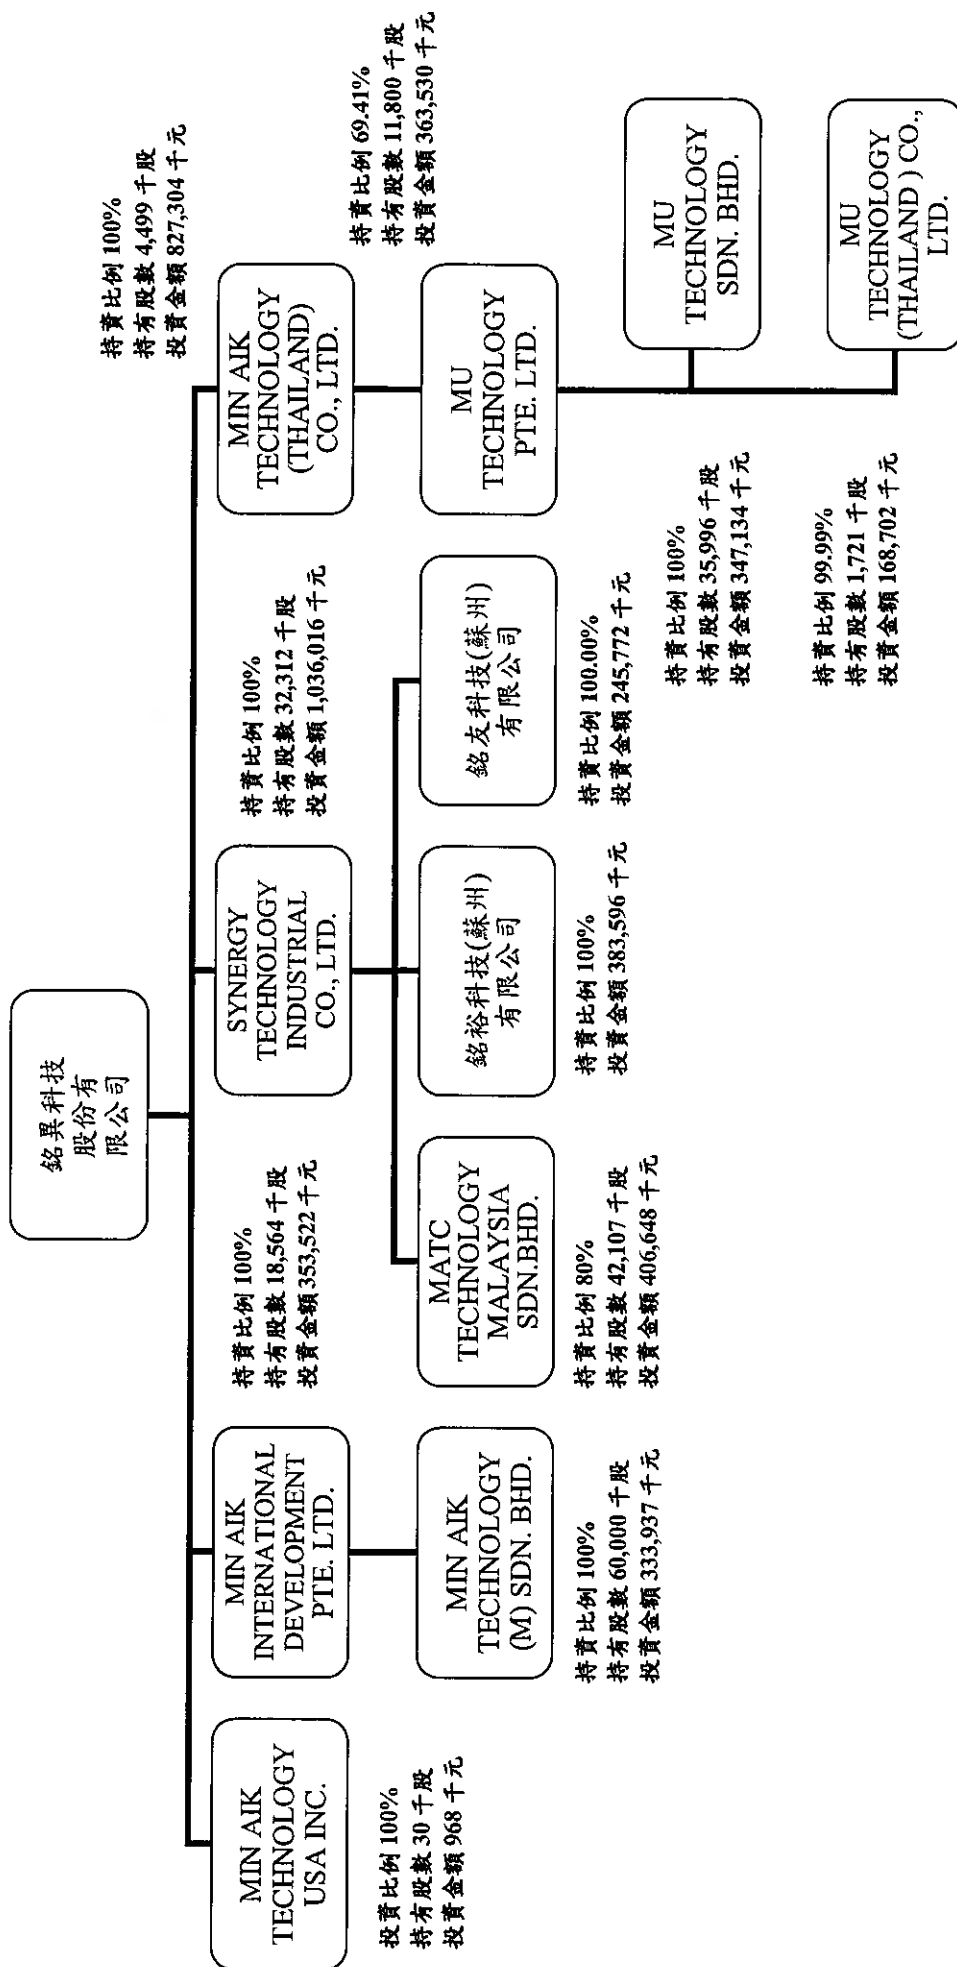 銘異科技
股份有
限公司
MIN AIK
TECHNOLOGY
USA INC.
投資比例 100%
持有股數 30 千股
投資金額 968 千元
MIN AIK
INTERNATIONAL
DEVELOPMENT
PTE. LTD.
持資比例 100%
持有股數 18,564 千股
投資金額 353,522 千元
SYNERGY
TECHNOLOGY
INDUSTRIAL
CO., LTD.
持資比例 100%
持有股數 32,312 千股
投資金額 1,036,016 千元
MIN AIK
TECHNOLOGY
(THAILAND)
CO., LTD.
持資比例 100%
持有股數 4,499 千股
投資金額 827,304 千元
MIN AIK
TECHNOLOGY
(M) SDN. BHD.
持資比例 100%
持有股數 60,000 千股
投資金額 333,937 千元
MATC
TECHNOLOGY
MALAYSIA
SDN.BHD.
持資比例 80%
持有股數 42,107 千股
投資金額 406,648 千元
銘裕科技(蘇州)
有限公司
持資比例 100%
投資金額 383,596 千元
銘友科技(蘇州)
有限公司
持資比例 100.00%
投資金額 245,772 千元
MU
TECHNOLOGY
PTE. LTD.
持資比例 69.41%
持有股數 11,800 千股
投資金額 363,530 千元
MU
TECHNOLOGY
SDN. BHD.
持資比例 100%
持有股數 35,996 千股
投資金額 347,134 千元
MU
TECHNOLOGY
(THAILAND ) CO.,
LTD.
持資比例 99.99%
持有股數 1,721 千股
投資金額 168,702 千元